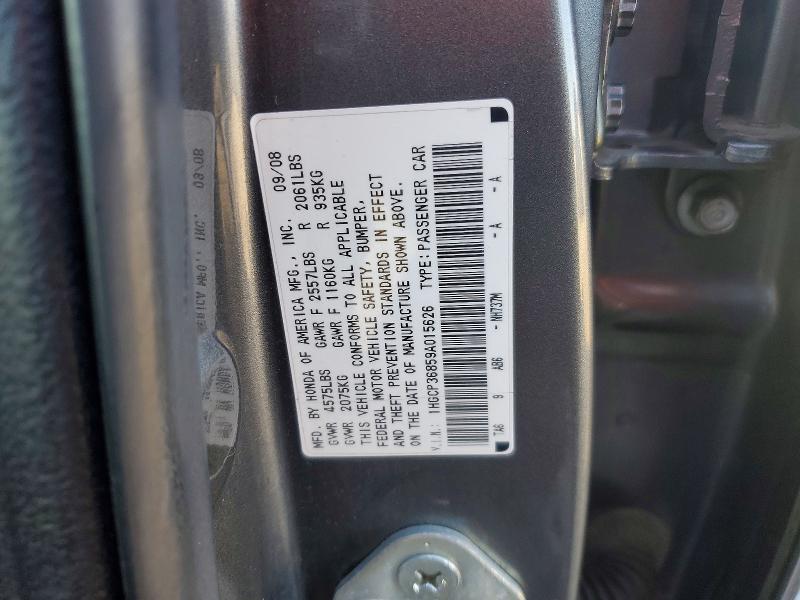 MFD. BY HONDA OF AMERICA MFG., INC. 09/08
GVWR 4575LBS GAWR F 2557LBS R 2061LBS
GVWR 2075KG GAWR F 1160KG R 935KG
THIS VEHICLE CONFORMS TO ALL APPLICABLE
FEDERAL MOTOR VEHICLE SAFETY, BUMPER,
AND THEFT PREVENTION STANDARDS IN EFFECT
ON THE DATE OF MANUFACTURE SHOWN ABOVE.
V.I.N.: 1HGCP36859A015626 TYPE: PASSENGER CAR
TA6 9 AB6 - NH737M - A - A